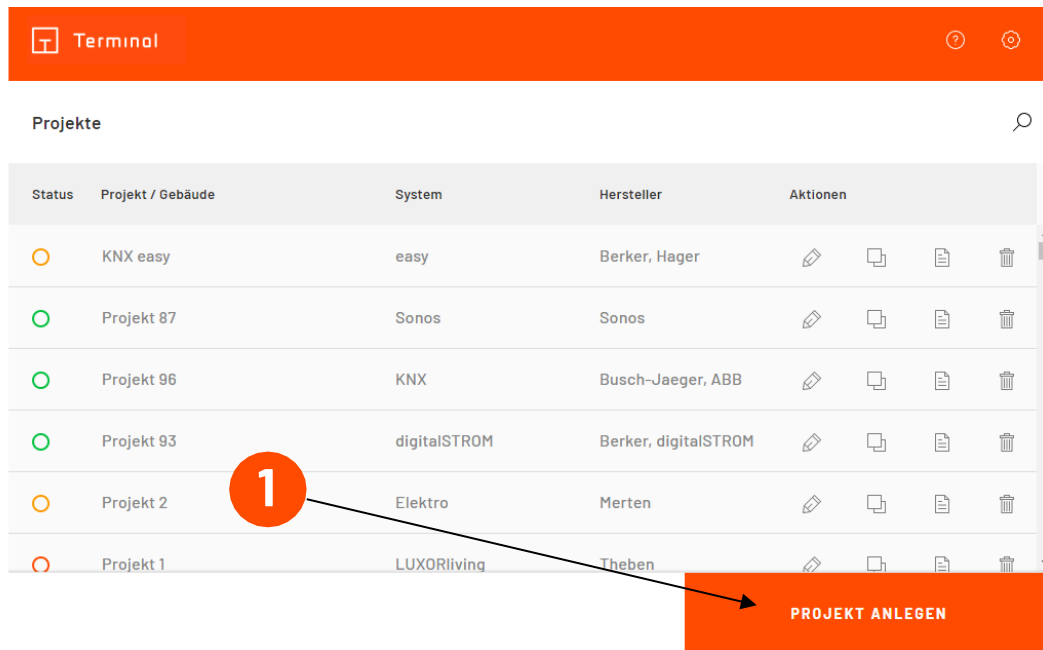 Terminal
Projekte
Status Projekt / Gebäude System Hersteller Aktionen
KNX easy easy Berker, Hager
Projekt 87 Sonos Sonos
Projekt 96 KNX Busch-Jaeger, ABB
Projekt 93 digitalSTROM Berker, digitalSTROM
1
Projekt 2 Elektro Merten
Projekt 1 LUXORliving Theben
PROJEKT ANLEGEN